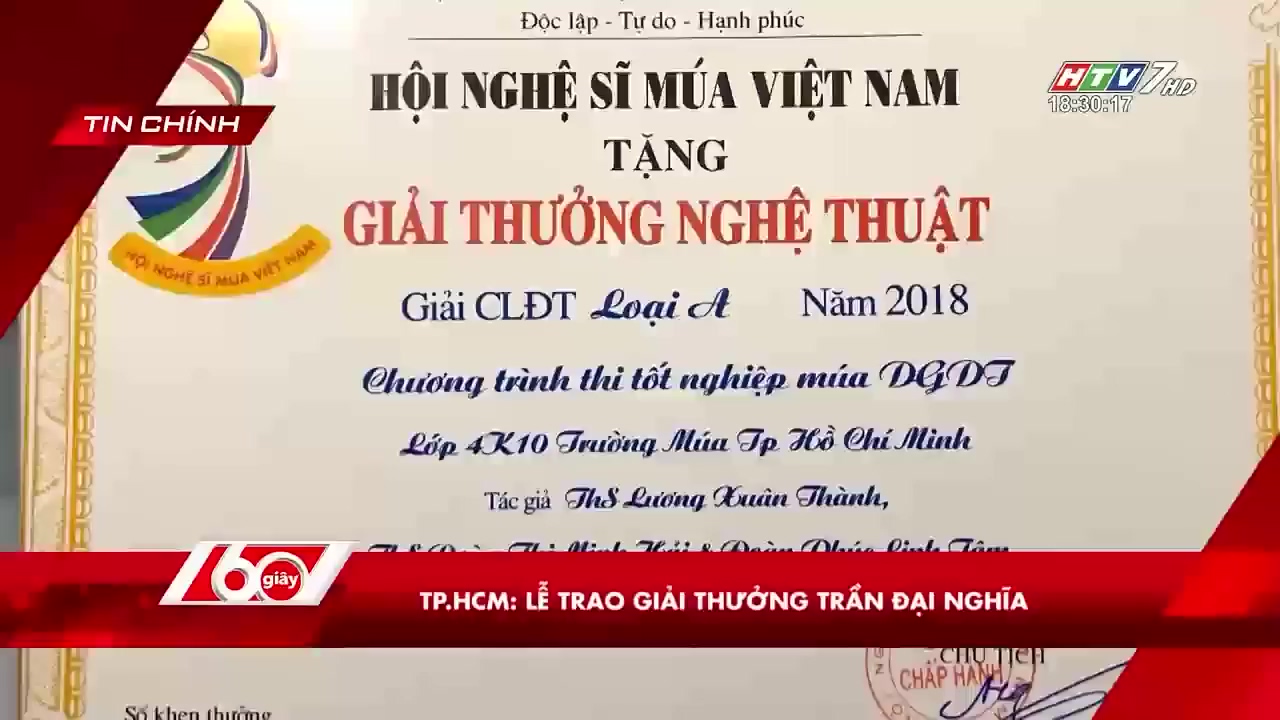 Độc lập - Tự do - Hạnh phúc
HỘI NGHỆ SĨ MÚA VIỆT NAM
HTV7 HD
18:30:17
TIN CHÍNH
TẶNG
GIẢI THƯỞNG NGHỆ THUẬT
HỘI NGHỆ SĨ MÚA VIỆT NAM
Giải CLĐT Loại A Năm 2018
Chương trình thi tốt nghiệp múa DGDT
Lớp 4K10 Trường Múa Tp Hồ Chí Minh
Tác giả ThS Lương Xuân Thành,
60 giây
TP.HCM: LỄ TRAO GIẢI THƯỞNG TRẦN ĐẠI NGHĨA
CHỦ TỊCH
CHẤP HÀNH
Số khen thưởng